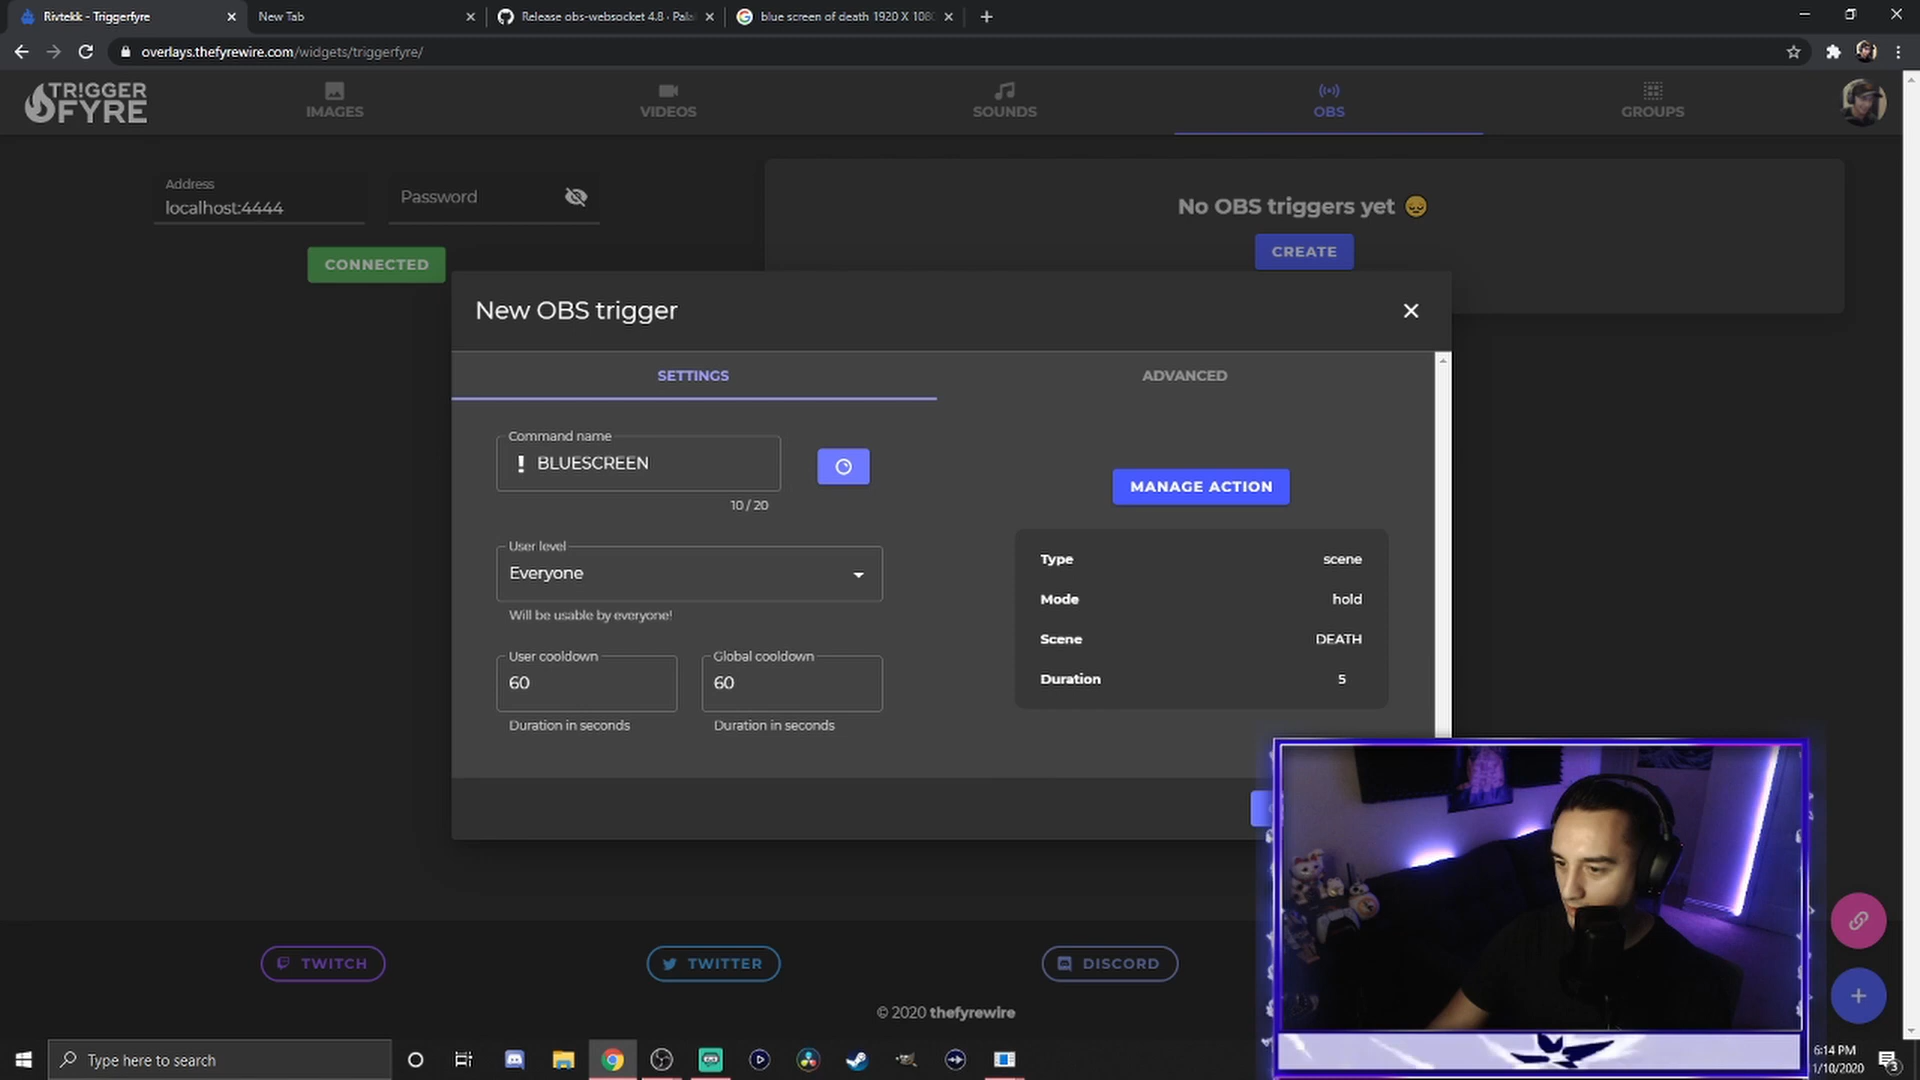 Rivtekk - Triggerfyre
New Tab
Release obs-websocket 4.8 · Pala
blue screen of death 1920 X 108
overlays.thefyrewire.com/widgets/triggerfyre/
TR!GGER
FYRE
IMAGES
VIDEOS
SOUNDS
OBS
GROUPS
Address
localhost:4444
Password
CONNECTED
No OBS triggers yet 😞
CREATE
New OBS trigger
SETTINGS
ADVANCED
Command name
! BLUESCREEN
10 / 20
MANAGE ACTION
User level
Everyone
Will be usable by everyone!
User cooldown
60
Duration in seconds
Global cooldown
60
Duration in seconds
Type scene
Mode hold
Scene DEATH
Duration 5
TWITCH
TWITTER
DISCORD
© 2020 thefyrewire
Type here to search
6:14 PM
1/10/2020
3